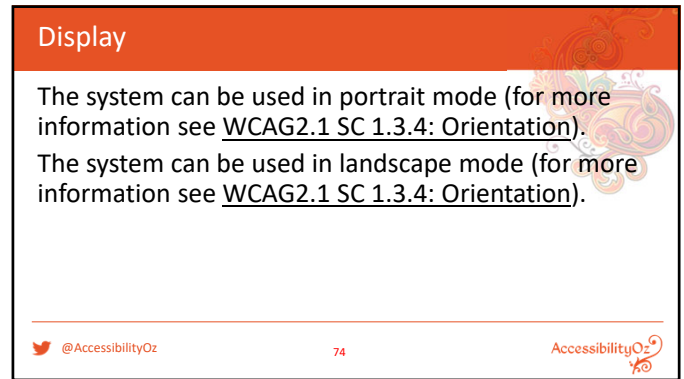 Display
The system can be used in portrait mode (for more
information see WCAG2.1 SC 1.3.4: Orientation).
The system can be used in landscape mode (for more
information see WCAG2.1 SC 1.3.4: Orientation).
@AccessibilityOz
74
AccessibilityOz